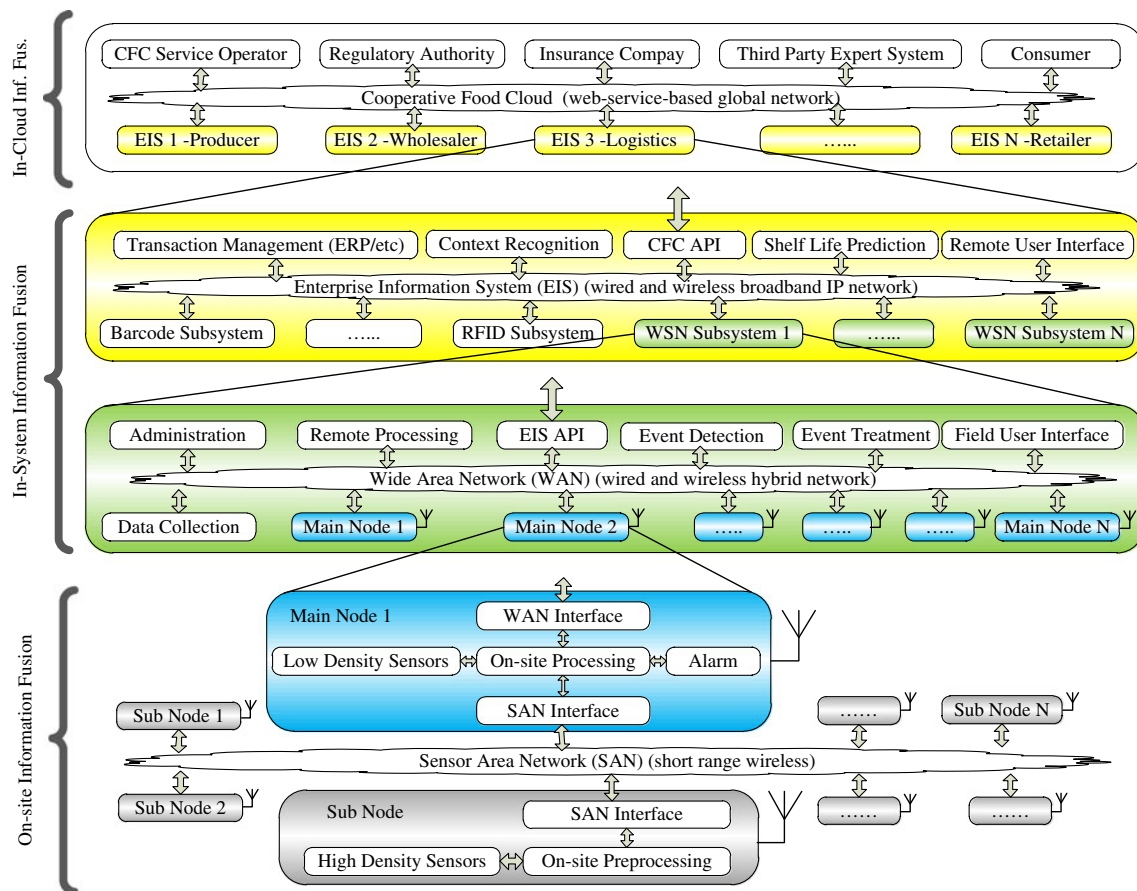 In-Cloud Inf. Fus.
CFC Service Operator
Regulatory Authority
Insurance Compay
Third Party Expert System
Consumer
Cooperative Food Cloud (web-service-based global network)
EIS 1 -Producer
EIS 2 -Wholesaler
EIS 3 -Logistics
…...
EIS N -Retailer
In-System Information Fusion
Transaction Management (ERP/etc)
Context Recognition
CFC API
Shelf Life Prediction
Remote User Interface
Enterprise Information System (EIS) (wired and wireless broadband IP network)
Barcode Subsystem
…...
RFID Subsystem
WSN Subsystem 1
…...
WSN Subsystem N
Administration
Remote Processing
EIS API
Event Detection
Event Treatment
Field User Interface
Wide Area Network (WAN) (wired and wireless hybrid network)
Data Collection
Main Node 1
Main Node 2
…..
…..
…..
Main Node N
On-site Information Fusion
Main Node 1
WAN Interface
Low Density Sensors
On-site Processing
Alarm
SAN Interface
Sub Node 1
……
Sub Node N
Sensor Area Network (SAN) (short range wireless)
Sub Node 2
Sub Node
SAN Interface
……
……
High Density Sensors
On-site Preprocessing